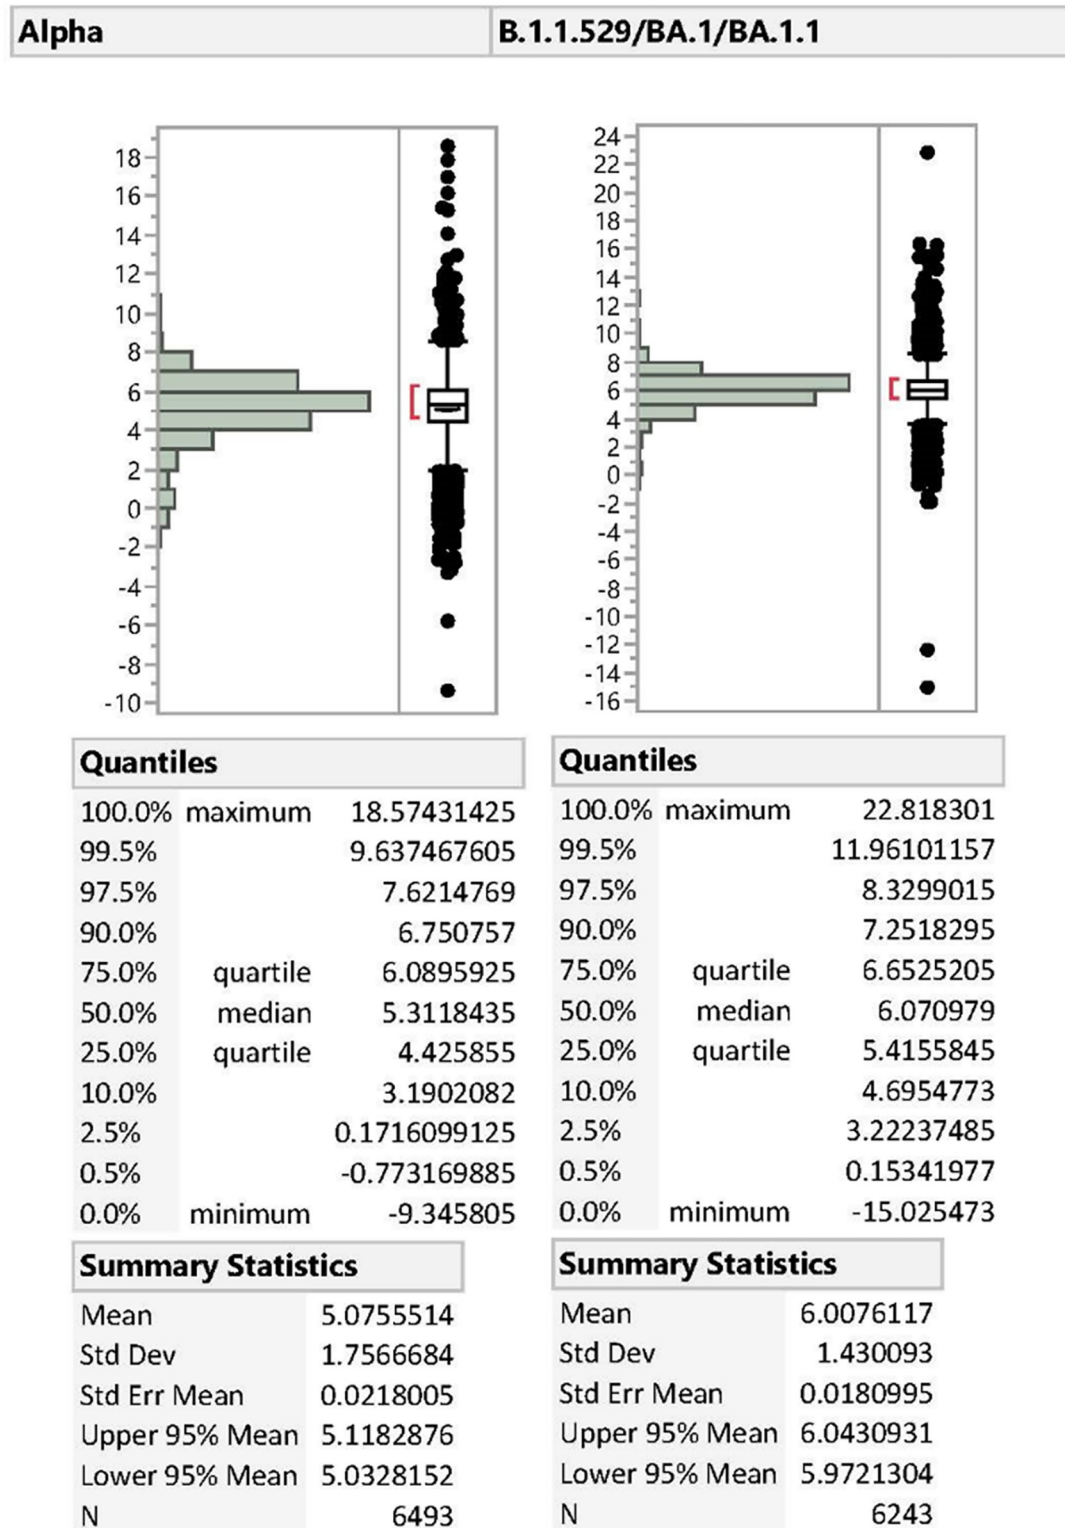 Alpha
B.1.1.529/BA.1/BA.1.1
18
16
14
12
10
8
6
4
2
0
-2
-4
-6
-8
-10
24
22
20
18
16
14
12
10
8
6
4
2
0
-2
-4
-6
-8
-10
-12
-14
-16
Quantiles
100.0% maximum 18.57431425
99.5% 9.637467605
97.5% 7.6214769
90.0% 6.750757
75.0% quartile 6.0895925
50.0% median 5.3118435
25.0% quartile 4.425855
10.0% 3.1902082
2.5% 0.1716099125
0.5% -0.773169885
0.0% minimum -9.345805
Summary Statistics
Mean 5.0755514
Std Dev 1.7566684
Std Err Mean 0.0218005
Upper 95% Mean 5.1182876
Lower 95% Mean 5.0328152
N 6493
Quantiles
100.0% maximum 22.818301
99.5% 11.96101157
97.5% 8.3299015
90.0% 7.2518295
75.0% quartile 6.6525205
50.0% median 6.070979
25.0% quartile 5.4155845
10.0% 4.6954773
2.5% 3.22237485
0.5% 0.15341977
0.0% minimum -15.025473
Summary Statistics
Mean 6.0076117
Std Dev 1.430093
Std Err Mean 0.0180995
Upper 95% Mean 6.0430931
Lower 95% Mean 5.9721304
N 6243